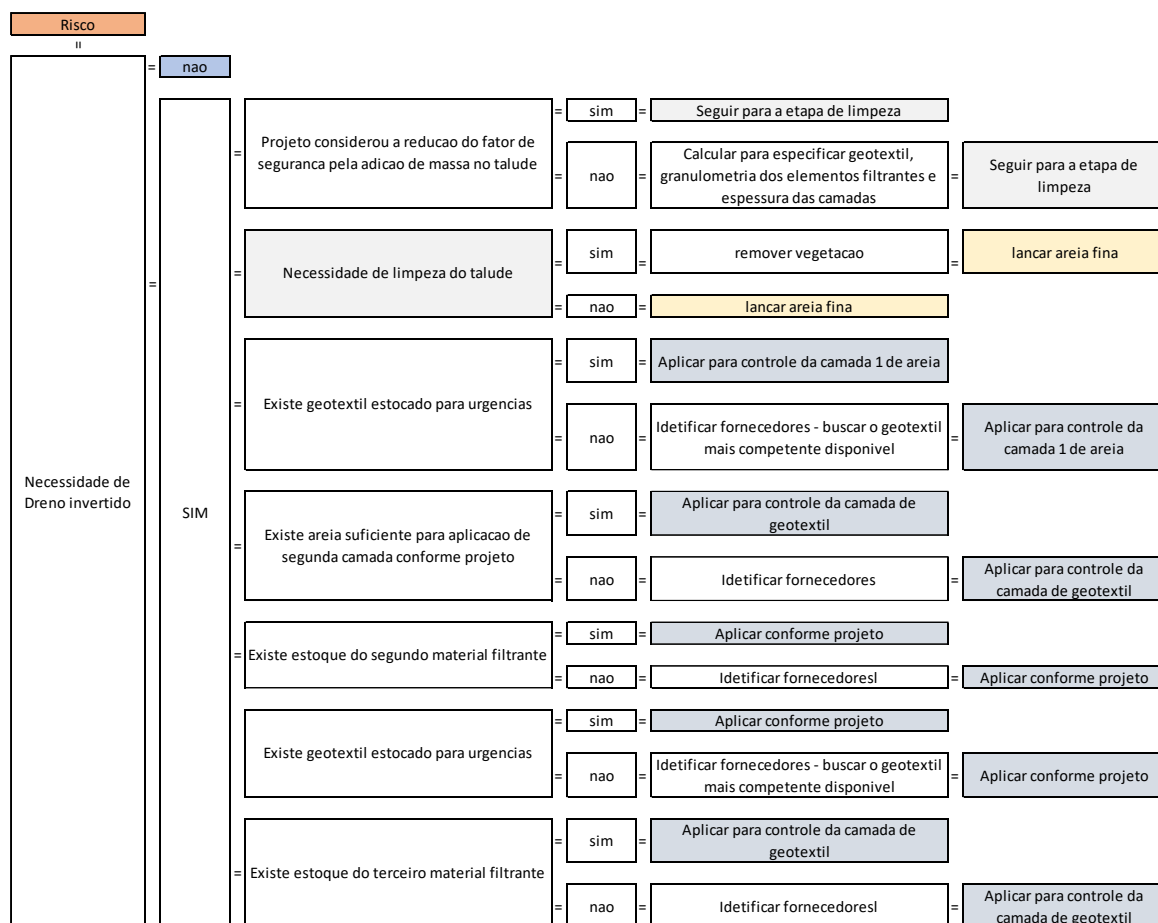 Risco
=
= nao
Necessidade de
Dreno invertido
=
SIM
= Projeto considerou a reducao do fator de
seguranca pela adicao de massa no talude
= sim = Seguir para a etapa de limpeza
= nao = Calcular para especificar geotextil,
granulometria dos elementos filtrantes e
espessura das camadas
= Seguir para a etapa de
limpeza
= Necessidade de limpeza do talude
= sim = remover vegetacao = lancar areia fina
= nao = lancar areia fina
= Existe geotextil estocado para urgencias
= sim = Aplicar para controle da camada 1 de areia
= nao = Idetificar fornecedores - buscar o geotextil
mais competente disponivel
= Aplicar para controle da
camada 1 de areia
= Existe areia suficiente para aplicacao de
segunda camada conforme projeto
= sim = Aplicar para controle da camada de
geotextil
= nao = Idetificar fornecedores = Aplicar para controle da
camada de geotextil
= Existe estoque do segundo material filtrante
= sim = Aplicar conforme projeto
= nao = Idetificar fornecedoresl = Aplicar conforme projeto
Existe geotextil estocado para urgencias
= sim = Aplicar conforme projeto
= nao = Idetificar fornecedores - buscar o geotextil
mais competente disponivel
= Aplicar conforme projeto
= Existe estoque do terceiro material filtrante
= sim = Aplicar para controle da camada de
geotextil
= nao = Idetificar fornecedoresl = Aplicar para controle da
camada de geotextil